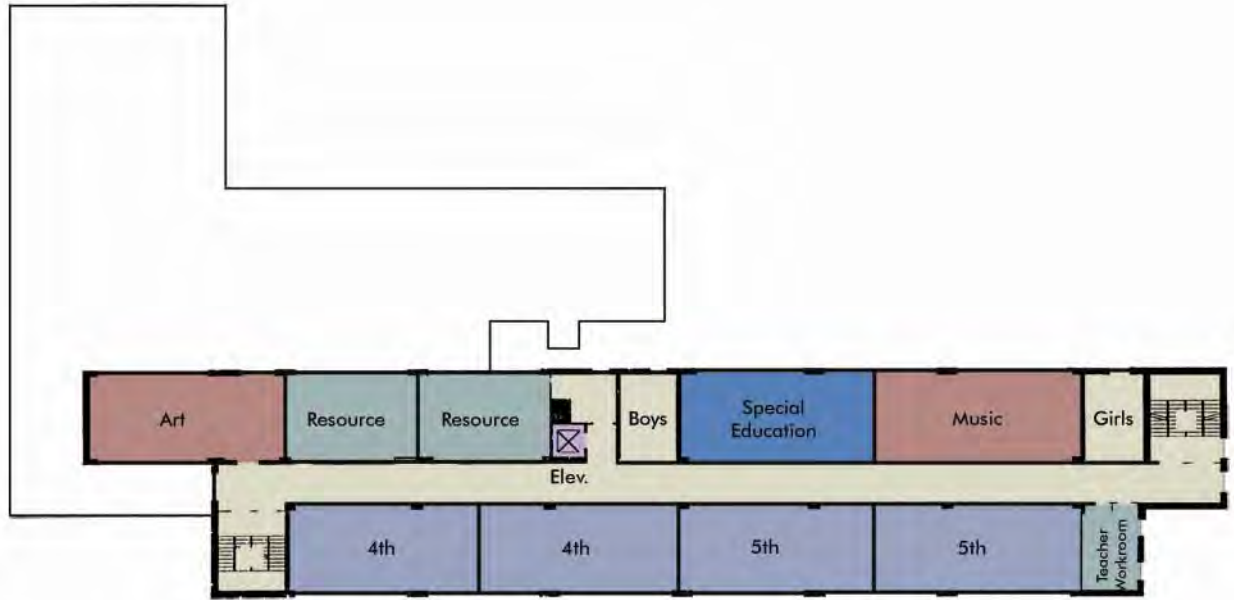 Art
Resource
Resource
Boys
Special
Education
Music
Girls
Elev.
4th
4th
5th
5th
Teacher
Workroom